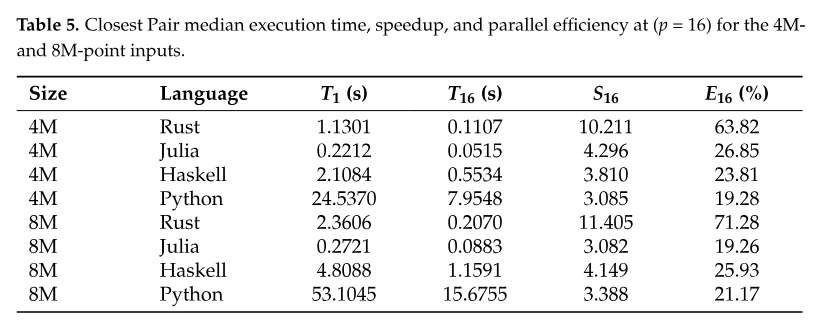 Table 5. Closest Pair median execution time, speedup, and parallel efficiency at (p = 16) for the 4M-
and 8M-point inputs.
Size Language T1 (s) T16 (s) S16 E16 (%)
4M Rust 1.1301 0.1107 10.211 63.82
4M Julia 0.2212 0.0515 4.296 26.85
4M Haskell 2.1084 0.5534 3.810 23.81
4M Python 24.5370 7.9548 3.085 19.28
8M Rust 2.3606 0.2070 11.405 71.28
8M Julia 0.2721 0.0883 3.082 19.26
8M Haskell 4.8088 1.1591 4.149 25.93
8M Python 53.1045 15.6755 3.388 21.17